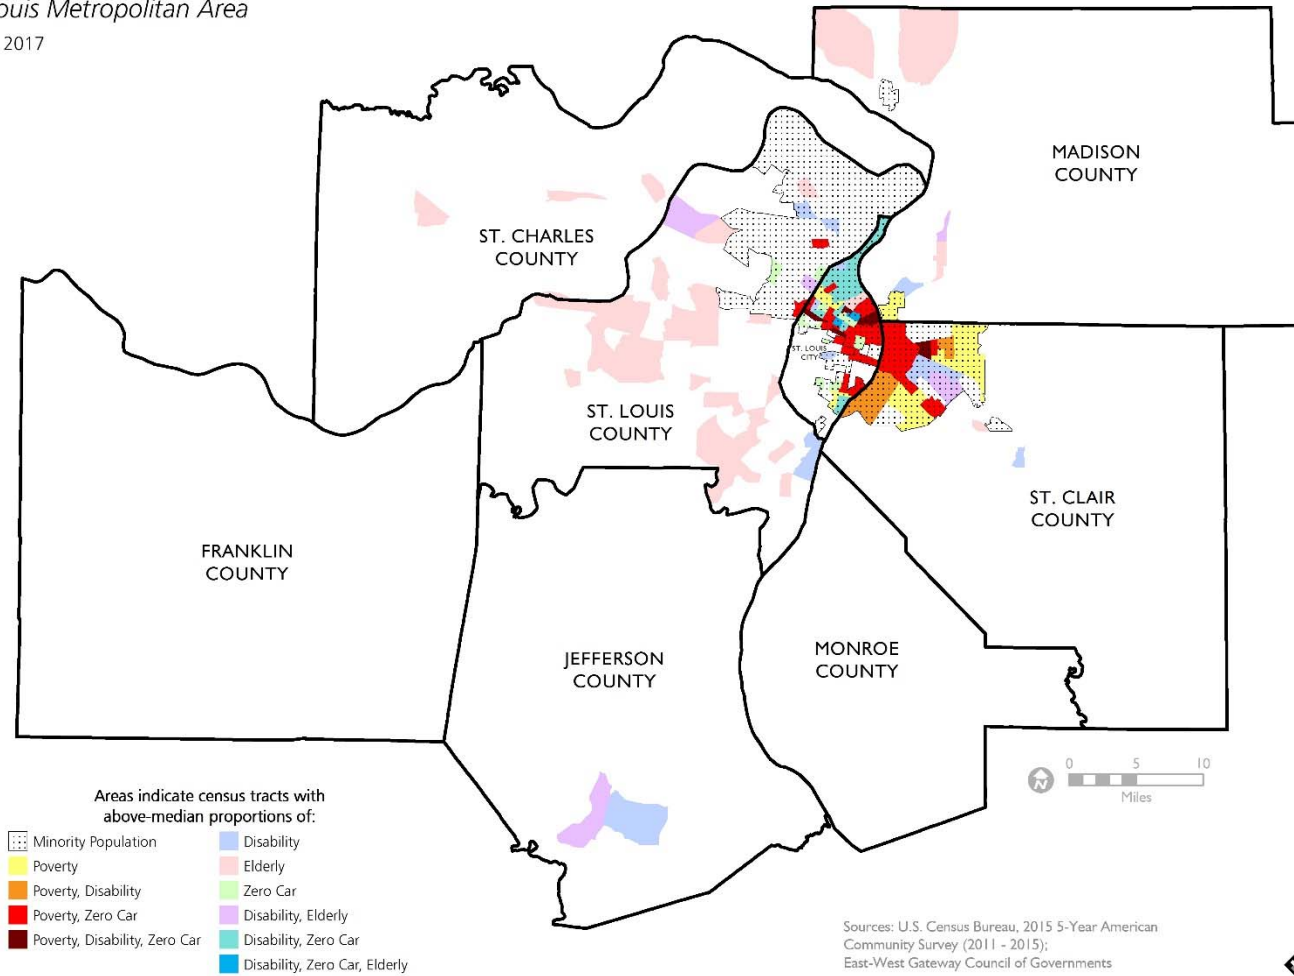 ouis Metropolitan Area
2017
MADISON
COUNTY
ST. CHARLES
COUNTY
ST. LOUIS
CITY
ST. LOUIS
COUNTY
ST. CLAIR
COUNTY
FRANKLIN
COUNTY
JEFFERSON
COUNTY
MONROE
COUNTY
0 5 10
Miles
N
Areas indicate census tracts with
above-median proportions of:
Minority Population
Poverty
Poverty, Disability
Poverty, Zero Car
Poverty, Disability, Zero Car
Disability
Elderly
Zero Car
Disability, Elderly
Disability, Zero Car
Disability, Zero Car, Elderly
Sources: U.S. Census Bureau, 2015 5-Year American
Community Survey (2011 - 2015);
East-West Gateway Council of Governments